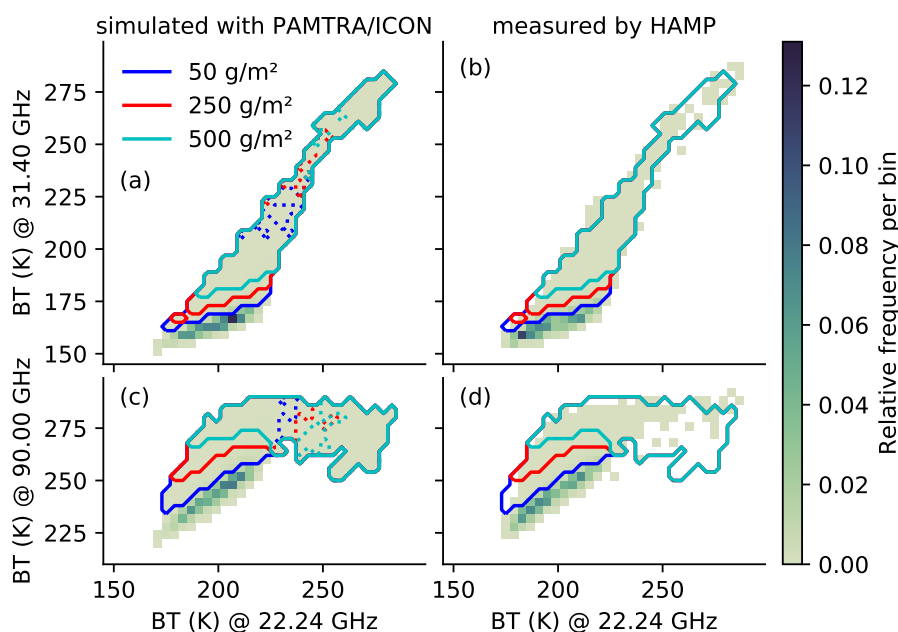 simulated with PAMTRA/ICON
measured by HAMP
50 g/m²
250 g/m²
500 g/m²
(a)
(b)
BT (K) @ 31.40 GHz
275
250
225
200
175
150
(c)
(d)
BT (K) @ 90.00 GHz
275
250
225
150
200
250
150
200
250
BT (K) @ 22.24 GHz
BT (K) @ 22.24 GHz
0.12
0.10
0.08
0.06
0.04
0.02
0.00
Relative frequency per bin